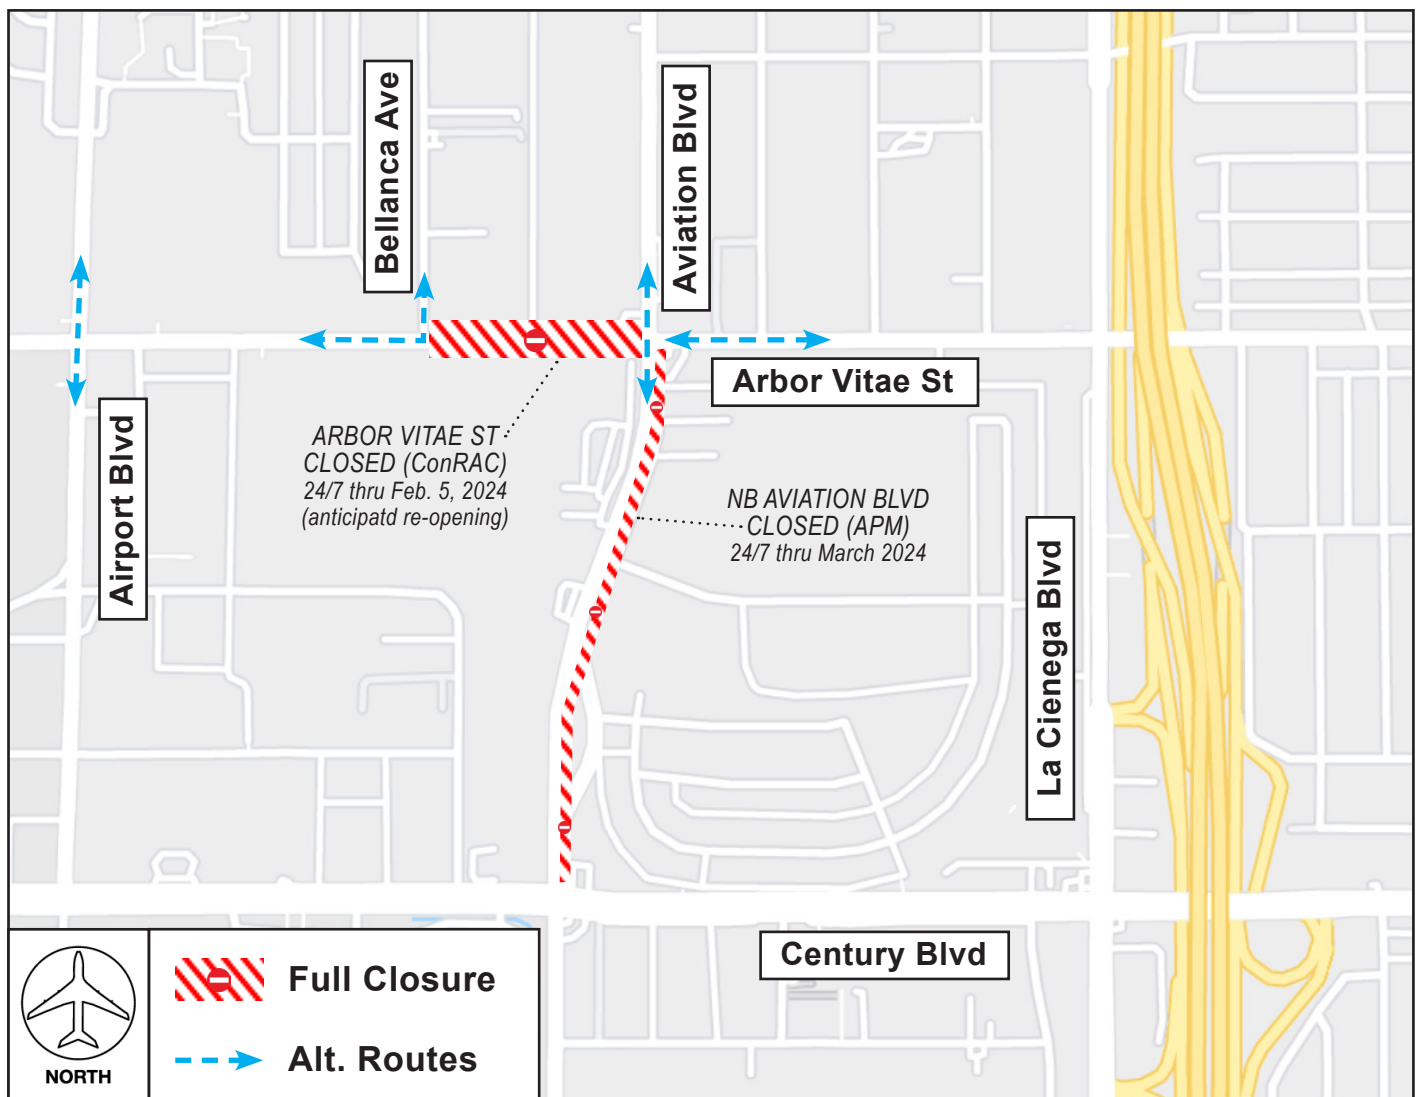 Bellanca Ave
Aviation Blvd
Arbor Vitae St
ARBOR VITAE ST
CLOSED (ConRAC)
24/7 thru Feb. 5, 2024
(anticipatd re-opening)
Airport Blvd
NB AVIATION BLVD
CLOSED (APM)
24/7 thru March 2024
La Cienega Blvd
Century Blvd
NORTH
Full Closure
Alt. Routes